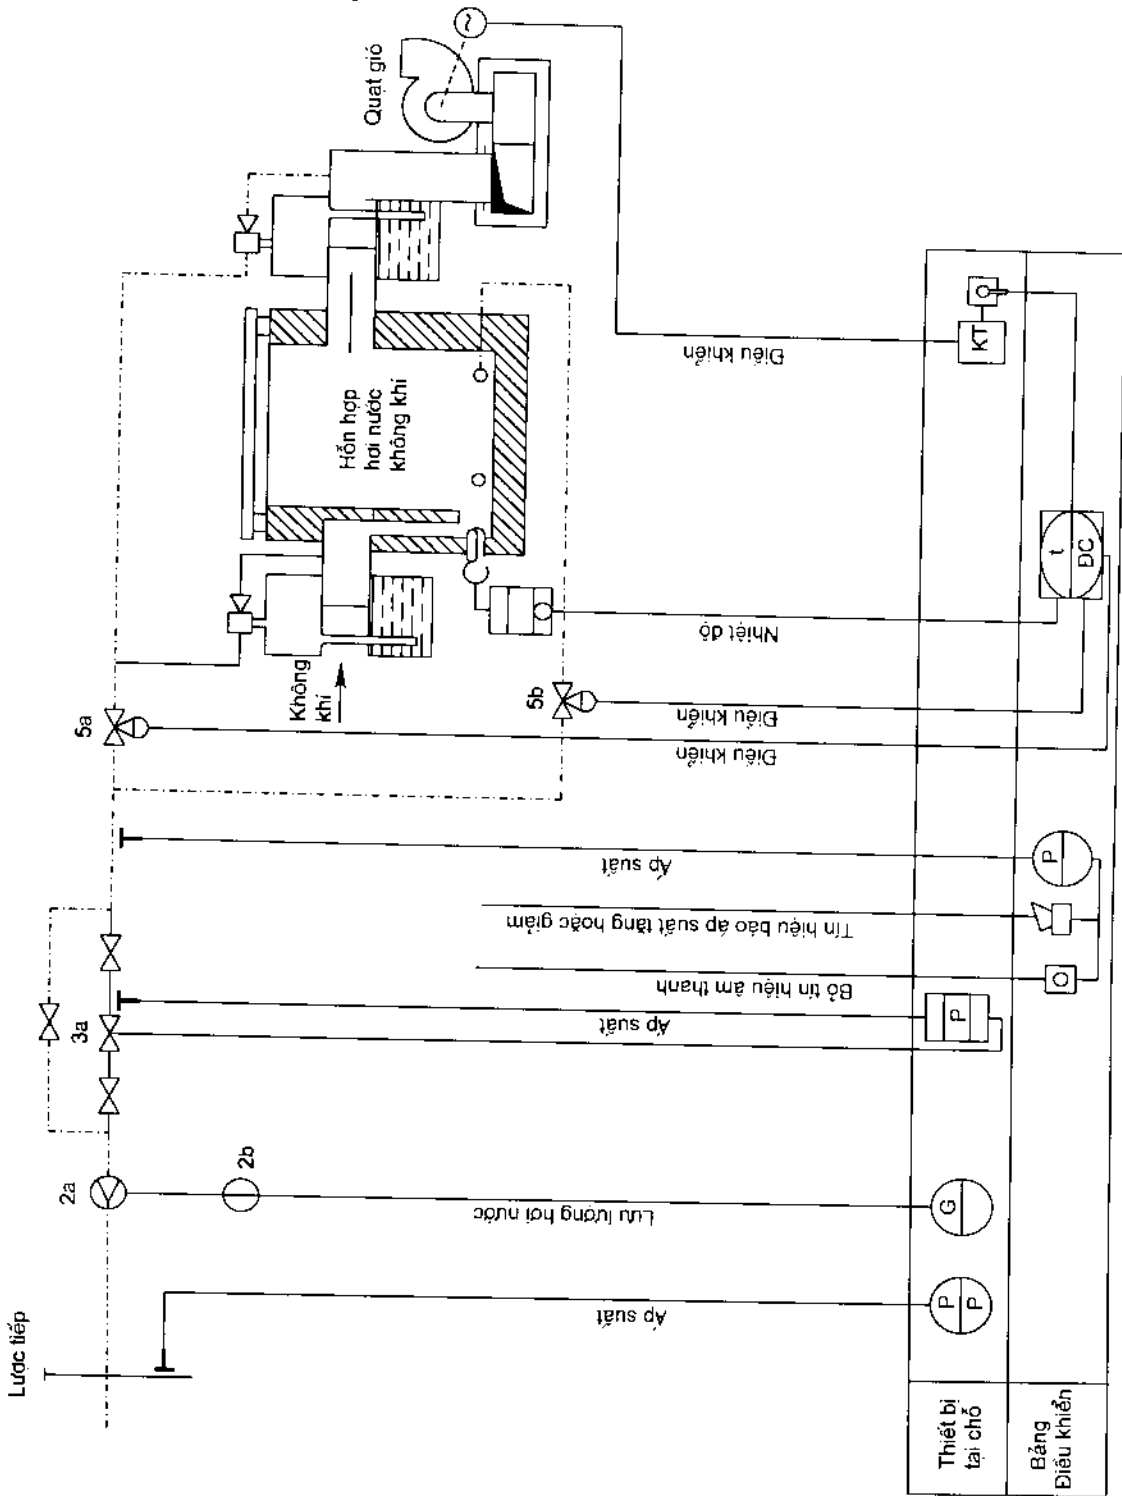 Lược tiếp
2a
2b
3a
5a
5b
Không
khí
Hỗn hợp
hơi nước
không khí
Quạt gió
~
Áp suất
Lưu lượng hơi nước
Áp suất
Bỏ tín hiệu âm thanh
Tín hiệu báo áp suất tăng hoặc giảm
Áp suất
Điều khiển
Điều khiển
Nhiệt độ
Điều khiển
Thiết bị
tại chỗ
P
P
G
P
KT
Bảng
Điều khiển
P
t
ĐC